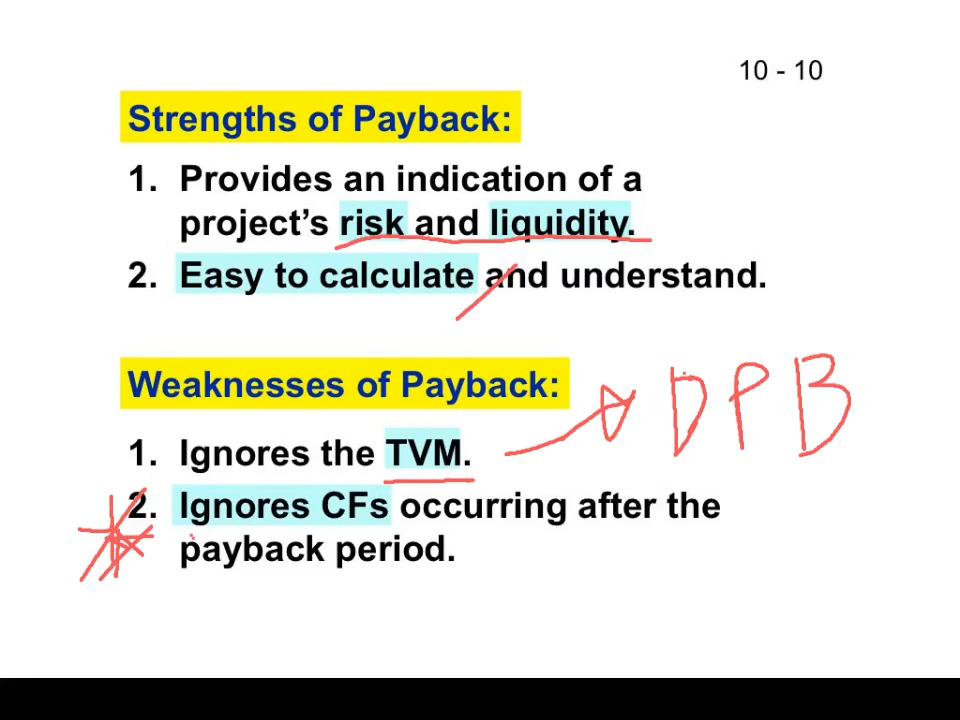 10 - 10
Strengths of Payback:
1. Provides an indication of a
project’s risk and liquidity.
2. Easy to calculate and understand.
Weaknesses of Payback:
DPB
1. Ignores the TVM.
2. Ignores CFs occurring after the
payback period.